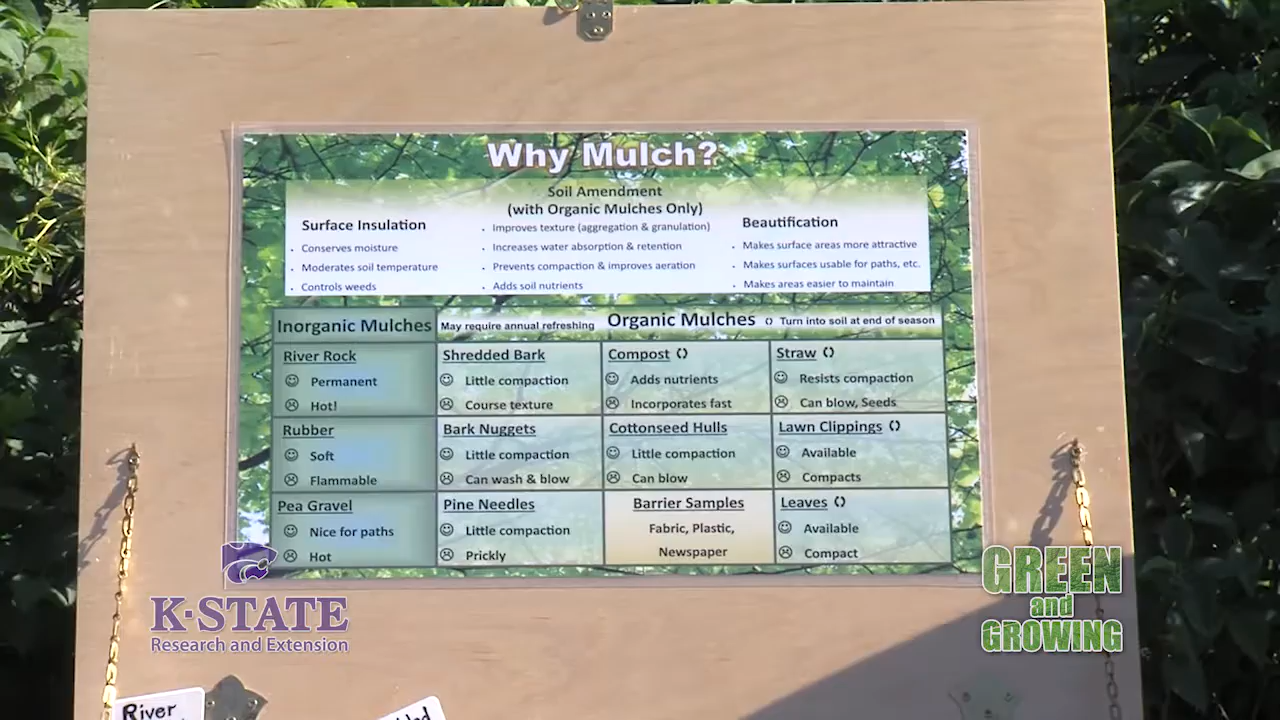 Why Mulch?
Surface Insulation
• Conserves moisture
• Moderates soil temperature
• Controls weeds
Soil Amendment
(with Organic Mulches Only)
• Improves texture (aggregation & granulation)
• Increases water absorption & retention
• Prevents compaction & improves aeration
• Adds soil nutrients
Beautification
• Makes surface areas more attractive
• Makes surfaces usable for paths, etc.
• Makes areas easier to maintain
Inorganic Mulches
May require annual refreshing Organic Mulches Turn into soil at end of season
River Rock
Permanent
Hot!
Shredded Bark
Little compaction
Course texture
Compost
Adds nutrients
Incorporates fast
Straw
Resists compaction
Can blow, Seeds
Rubber
Soft
Flammable
Bark Nuggets
Little compaction
Can wash & blow
Cottonseed Hulls
Little compaction
Can blow
Lawn Clippings
Available
Compacts
Pea Gravel
Nice for paths
Hot
Pine Needles
Little compaction
Prickly
Barrier Samples
Fabric, Plastic,
Newspaper
Leaves
Available
Compact
K-STATE
Research and Extension
GREEN
and
GROWING
River